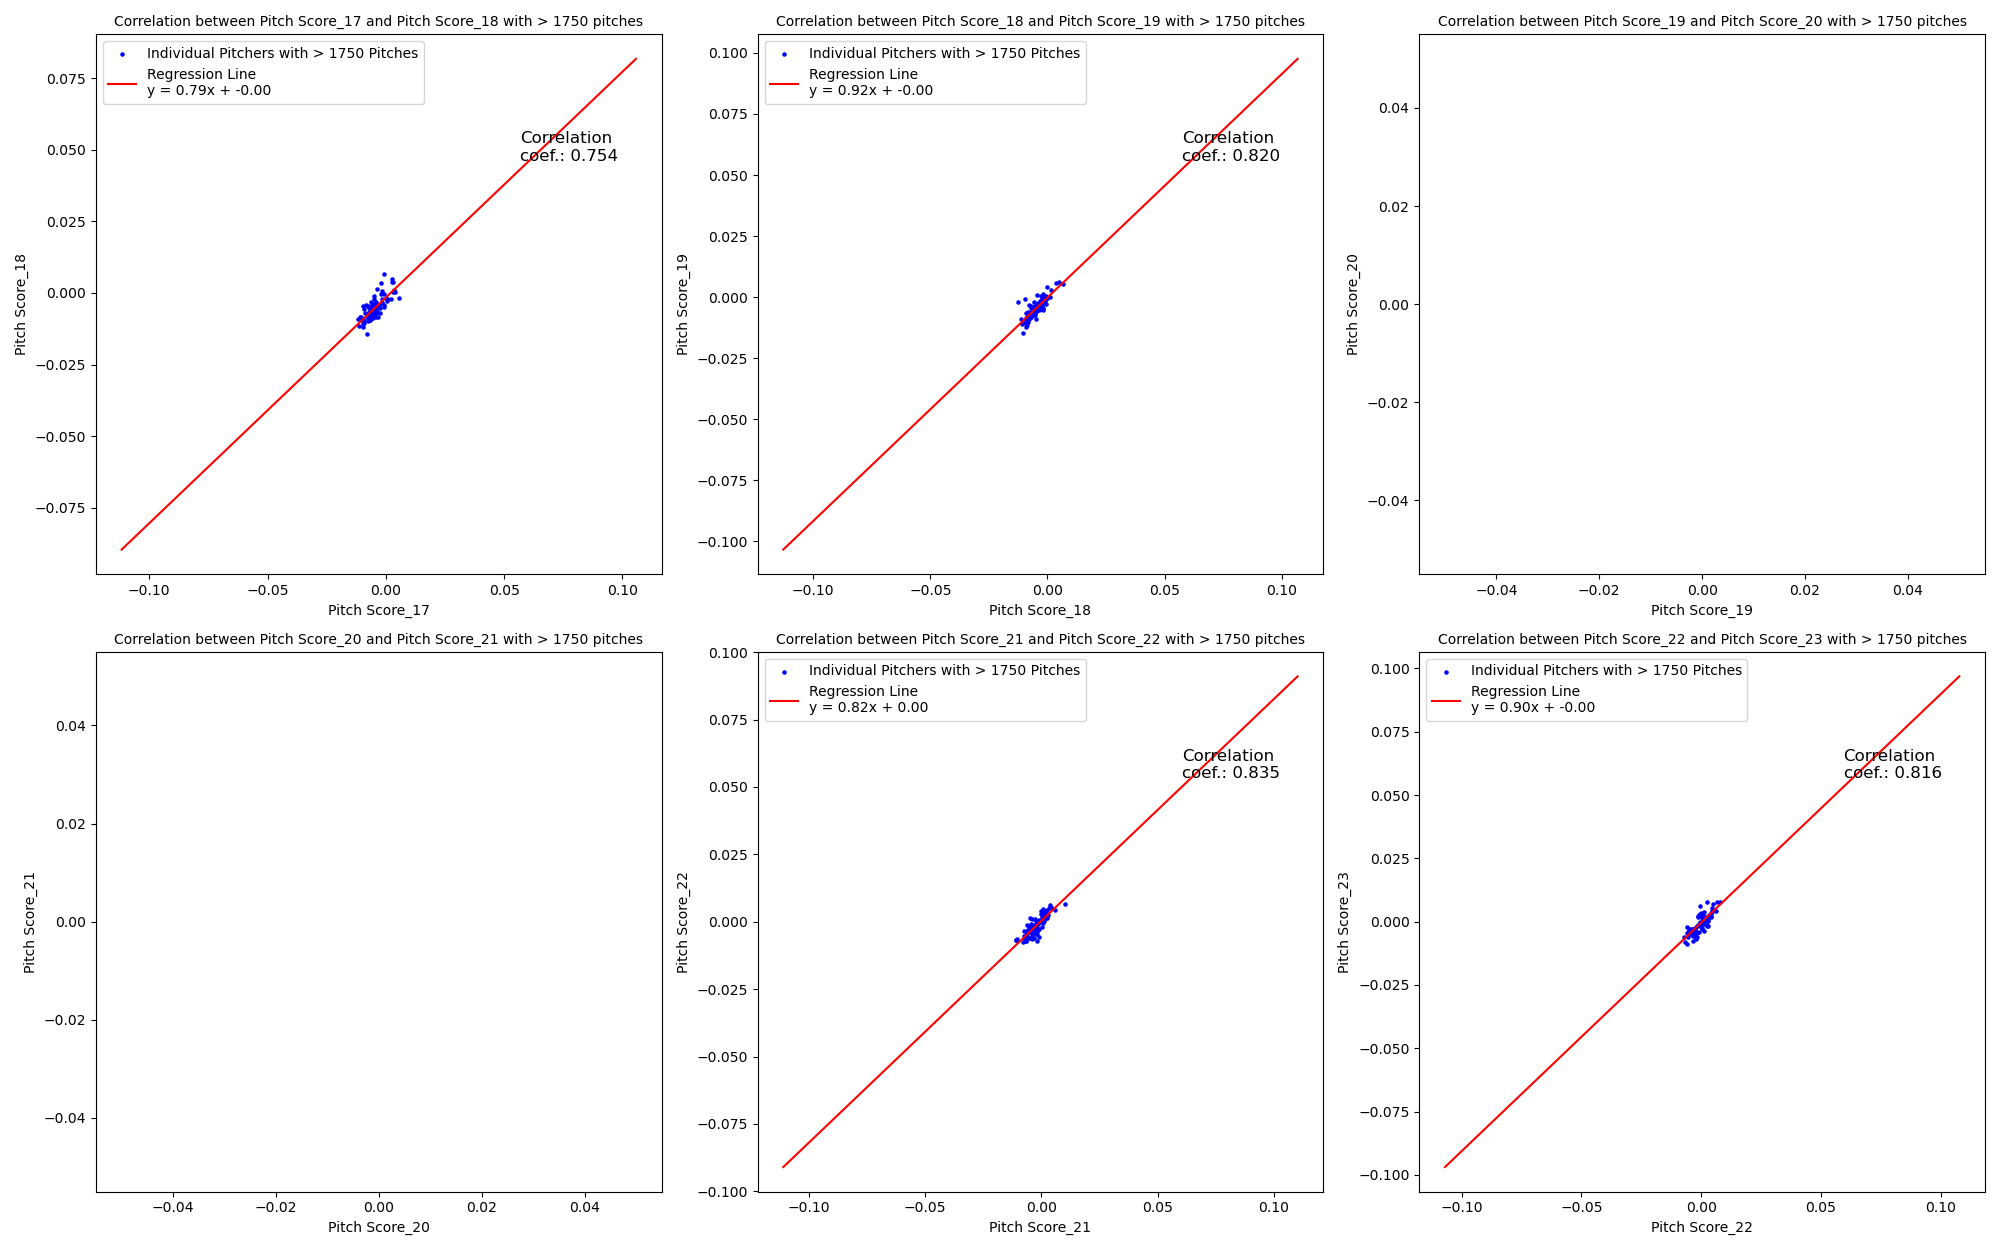 Correlation between Pitch Score_17 and Pitch Score_18 with > 1750 pitches
Individual Pitchers with > 1750 Pitches
Regression Line
y = 0.79x + -0.00
Correlation
coef.: 0.754
0.075
0.050
0.025
0.000
−0.025
−0.050
−0.075
Pitch Score_18
−0.10
−0.05
0.00
0.05
0.10
Pitch Score_17
Correlation between Pitch Score_18 and Pitch Score_19 with > 1750 pitches
Individual Pitchers with > 1750 Pitches
Regression Line
y = 0.92x + -0.00
Correlation
coef.: 0.820
0.100
0.075
0.050
0.025
0.000
−0.025
−0.050
−0.075
−0.100
Pitch Score_19
−0.10
−0.05
0.00
0.05
0.10
Pitch Score_18
Correlation between Pitch Score_19 and Pitch Score_20 with > 1750 pitches
0.04
0.02
0.00
−0.02
−0.04
Pitch Score_20
−0.04
−0.02
0.00
0.02
0.04
Pitch Score_19
Correlation between Pitch Score_20 and Pitch Score_21 with > 1750 pitches
0.04
0.02
0.00
−0.02
−0.04
Pitch Score_21
−0.04
−0.02
0.00
0.02
0.04
Pitch Score_20
Correlation between Pitch Score_21 and Pitch Score_22 with > 1750 pitches
Individual Pitchers with > 1750 Pitches
Regression Line
y = 0.82x + 0.00
Correlation
coef.: 0.835
0.100
0.075
0.050
0.025
0.000
−0.025
−0.050
−0.075
−0.100
Pitch Score_22
−0.10
−0.05
0.00
0.05
0.10
Pitch Score_21
Correlation between Pitch Score_22 and Pitch Score_23 with > 1750 pitches
Individual Pitchers with > 1750 Pitches
Regression Line
y = 0.90x + -0.00
Correlation
coef.: 0.816
0.100
0.075
0.050
0.025
0.000
−0.025
−0.050
−0.075
−0.100
Pitch Score_23
−0.10
−0.05
0.00
0.05
0.10
Pitch Score_22